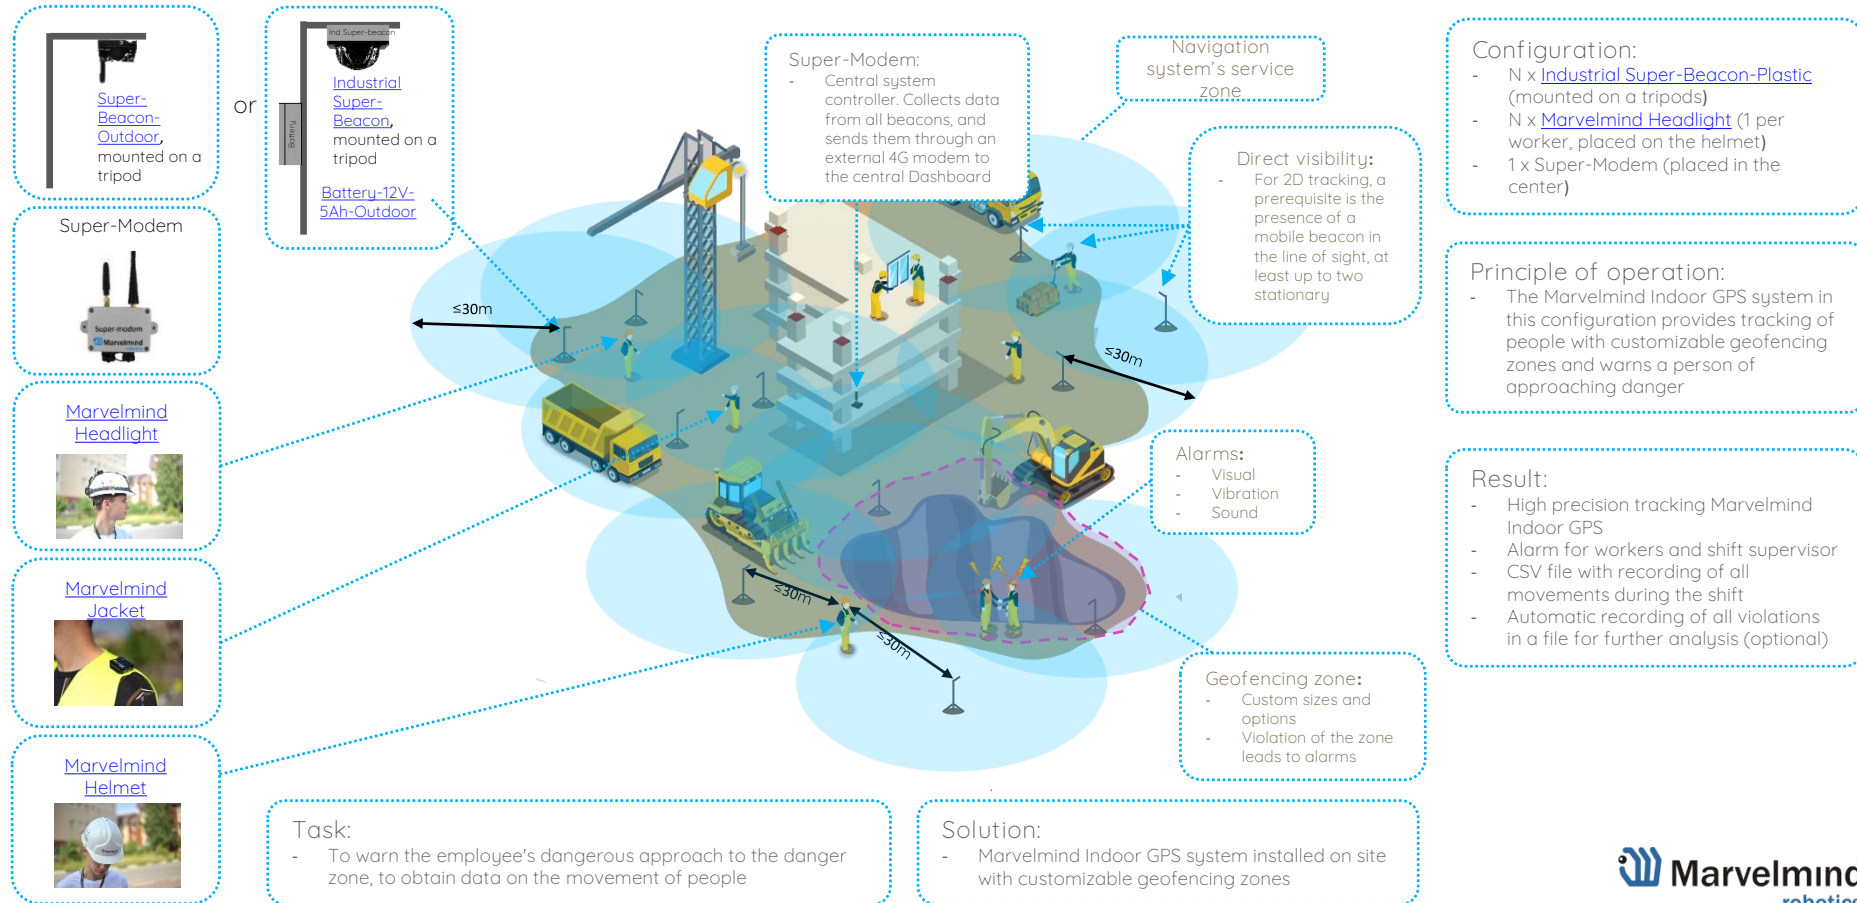 Super-
Beacon-
Outdoor,
mounted on a
tripod
or
Ind Super-beacon
Battery
Industrial
Super-
Beacon,
mounted on a
tripod
Battery-12V-
5Ah-Outdoor
Super-Modem
Super-modem
Marvelmind
Marvelmind
Headlight
Marvelmind
Jacket
Marvelmind
Helmet
Super-Modem:
- Central system
controller. Collects data
from all beacons, and
sends them through an
external 4G modem to
the central Dashboard
Navigation
system's service
zone
Direct visibility:
- For 2D tracking, a
prerequisite is the
presence of a
mobile beacon in
the line of sight, at
least up to two
stationary
≤30m
≤30m
≤30m
≤30m
Alarms:
- Visual
- Vibration
- Sound
Geofencing zone:
- Custom sizes and
options
- Violation of the zone
leads to alarms
Task:
- To warn the employee's dangerous approach to the danger
zone, to obtain data on the movement of people
Solution:
- Marvelmind Indoor GPS system installed on site
with customizable geofencing zones
Configuration:
- N x Industrial Super-Beacon-Plastic
(mounted on a tripods)
- N x Marvelmind Headlight (1 per
worker, placed on the helmet)
- 1 x Super-Modem (placed in the
center)
Principle of operation:
- The Marvelmind Indoor GPS system in
this configuration provides tracking of
people with customizable geofencing
zones and warns a person of
approaching danger
Result:
- High precision tracking Marvelmind
Indoor GPS
- Alarm for workers and shift supervisor
- CSV file with recording of all
movements during the shift
- Automatic recording of all violations
in a file for further analysis (optional)
Marvelmind
robotics